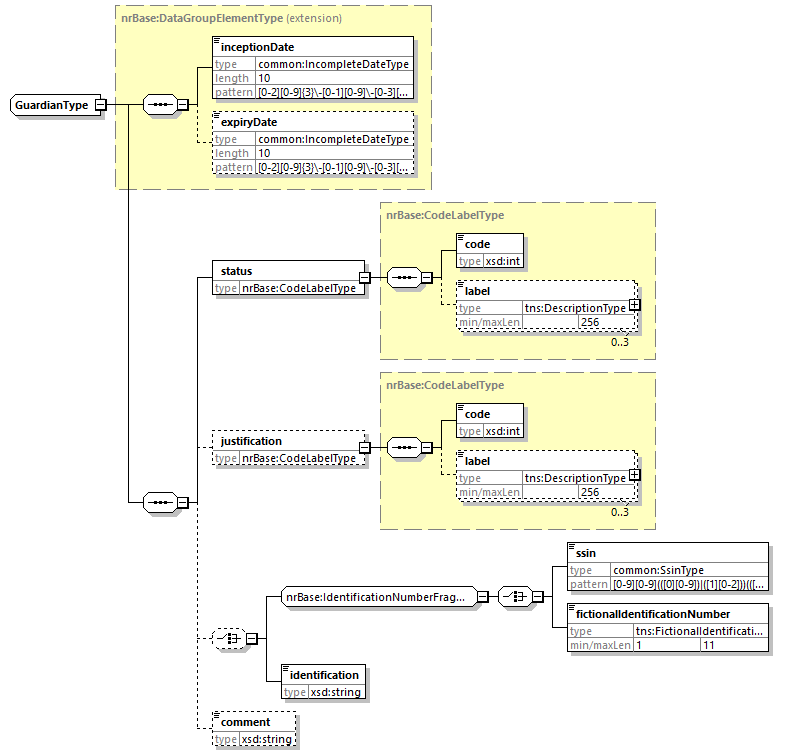 nrBase:DataGroupElementType (extension)
inceptionDate
type common:IncompleteDateType
length 10
pattern [0-2][0-9]{3}\-[0-1][0-9]\-[0-3][...
GuardianType
expiryDate
type common:IncompleteDateType
length 10
pattern [0-2][0-9]{3}\-[0-1][0-9]\-[0-3][...
nrBase:CodeLabelType
code
type xsd:int
status
type nrBase:CodeLabelType
label
type tns:DescriptionType
min/maxLen 256
0..3
nrBase:CodeLabelType
code
type xsd:int
justification
type nrBase:CodeLabelType
label
type tns:DescriptionType
min/maxLen 256
0..3
ssin
type common:SsinType
pattern [0-9][0-9](([0][0-9])|([1][0-2]))(([...
nrBase:IdentificationNumberFrag...
fictionalIdentificationNumber
type tns:FictionalIdentificati...
min/maxLen 1 11
identification
type xsd:string
comment
type xsd:string